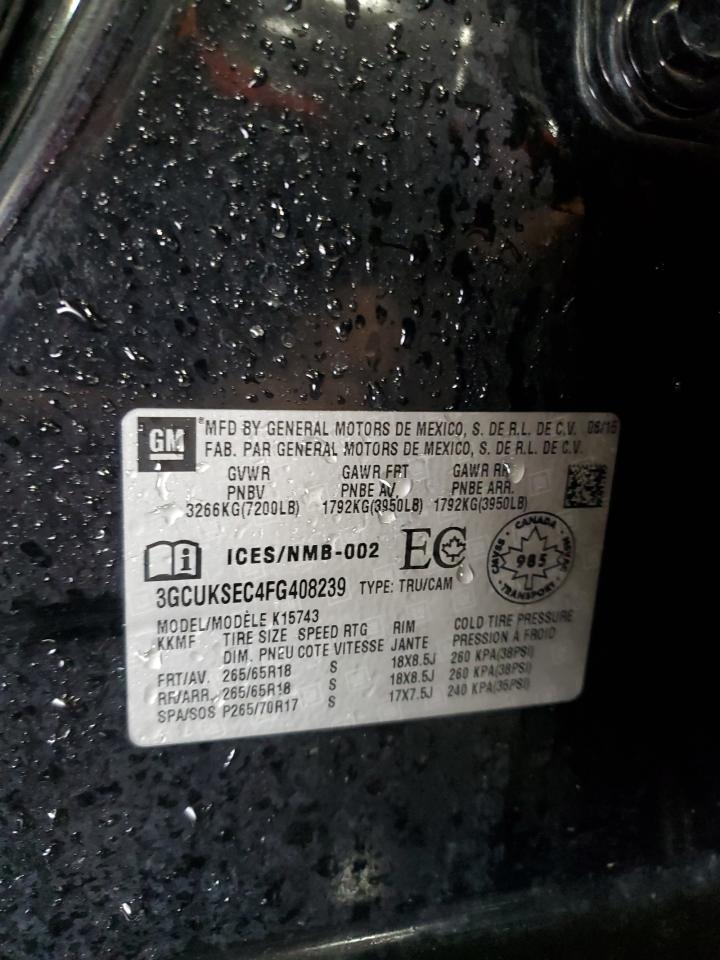 GM
MFD BY GENERAL MOTORS DE MEXICO, S. DE R.L. DE C.V. 06/15
FAB. PAR GENERAL MOTORS DE MEXICO, S. DE R.L. DE C.V.
GVWR GAWR FRT GAWR RR
PNBV PNBE AV. PNBE ARR.
3266KG(7200LB) 1792KG(3950LB) 1792KG(3950LB)
i ICES/NMB-002 EC
CANADA
985
TRANSPORT
3GCUKSEC4FG408239 TYPE: TRU/CAM
MODEL/MODÈLE K15743
KKMF TIRE SIZE SPEED RTG RIM COLD TIRE PRESSURE
DIM. PNEU COTE VITESSE JANTE PRESSION À FROID
FRT/AV. 265/65R18 S 18X8.5J 260 KPA(38PSI)
RR/ARR. 265/65R18 S 18X8.5J 260 KPA(38PSI)
SPA/SOS P265/70R17 S 17X7.5J 240 KPA(35PSI)